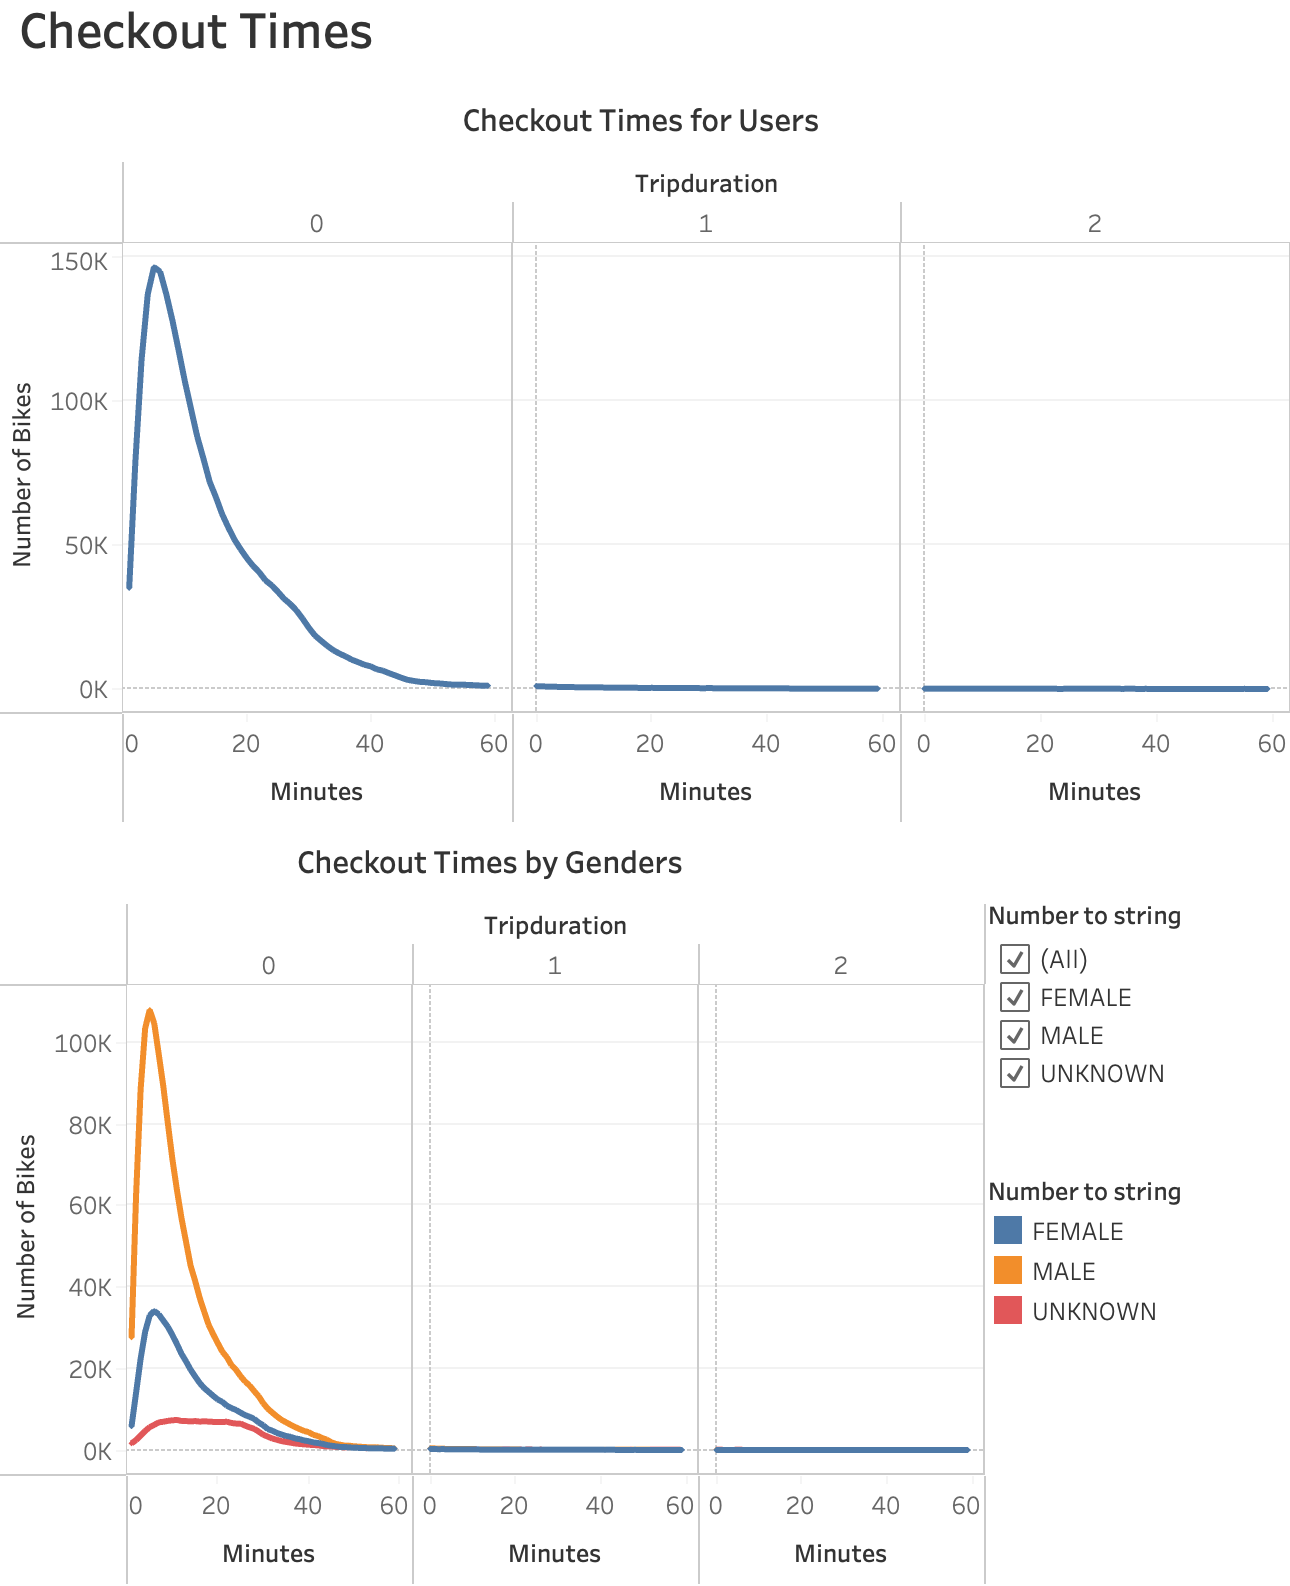 Checkout Times
Checkout Times for Users
Tripduration
0 1 2
150K
100K
50K
0K
Number of Bikes
0 20 40 60 0 20 40 60 0 20 40 60
Minutes Minutes Minutes
Checkout Times by Genders
Tripduration
0 1 2
100K
80K
60K
40K
20K
0K
Number of Bikes
0 20 40 60 0 20 40 60 0 20 40 60
Minutes Minutes Minutes
Number to string
(All)
FEMALE
MALE
UNKNOWN
Number to string
FEMALE
MALE
UNKNOWN